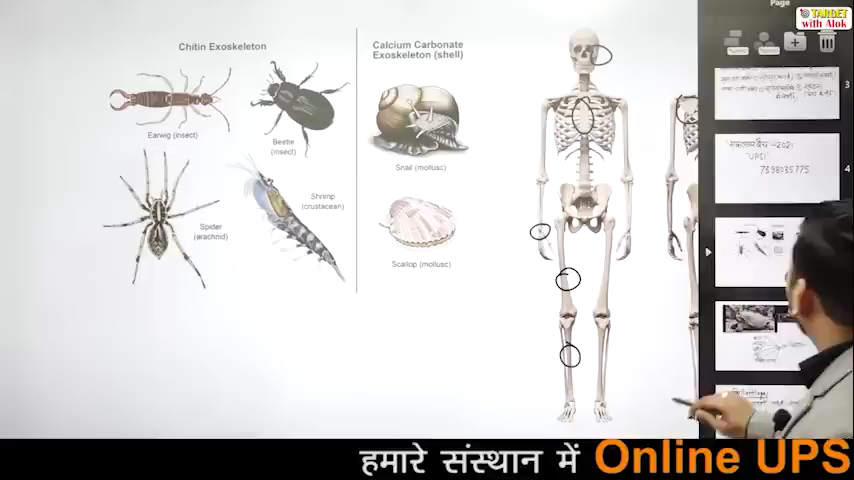 Page
TARGET
with Alok
Chitin Exoskeleton
Calcium Carbonate
Exoskeleton (shell)
Earwig (insect)
Beetle
(insect)
Snail (mollusc)
Spider
(arachnid)
Shrimp
(crustacean)
Scallop (mollusc)
3
2021
"UPSI"
7398035775
4
हमारे संस्थान में Online UPS